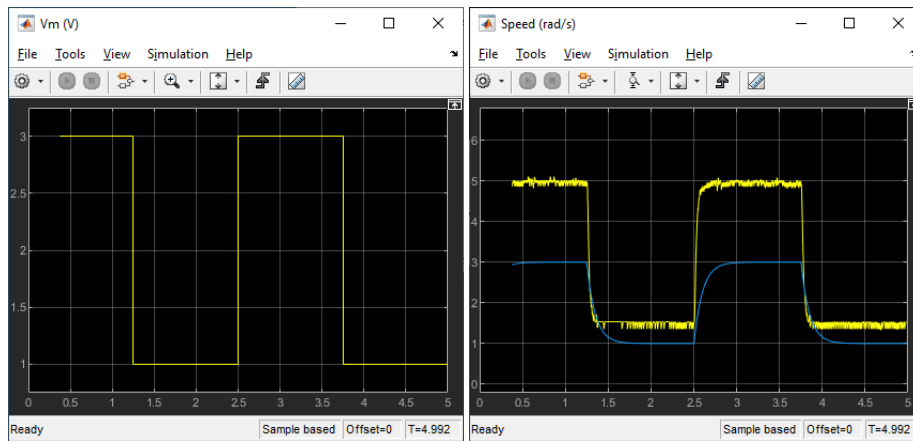 Vm (V)
File Tools View Simulation Help
3
2.5
2
1.5
1
0 0.5 1 1.5 2 2.5 3 3.5 4 4.5 5
Ready Sample based Offset=0 T=4.992
Speed (rad/s)
File Tools View Simulation Help
6
5
4
3
2
1
0
0 0.5 1 1.5 2 2.5 3 3.5 4 4.5 5
Ready Sample based Offset=0 T=4.992